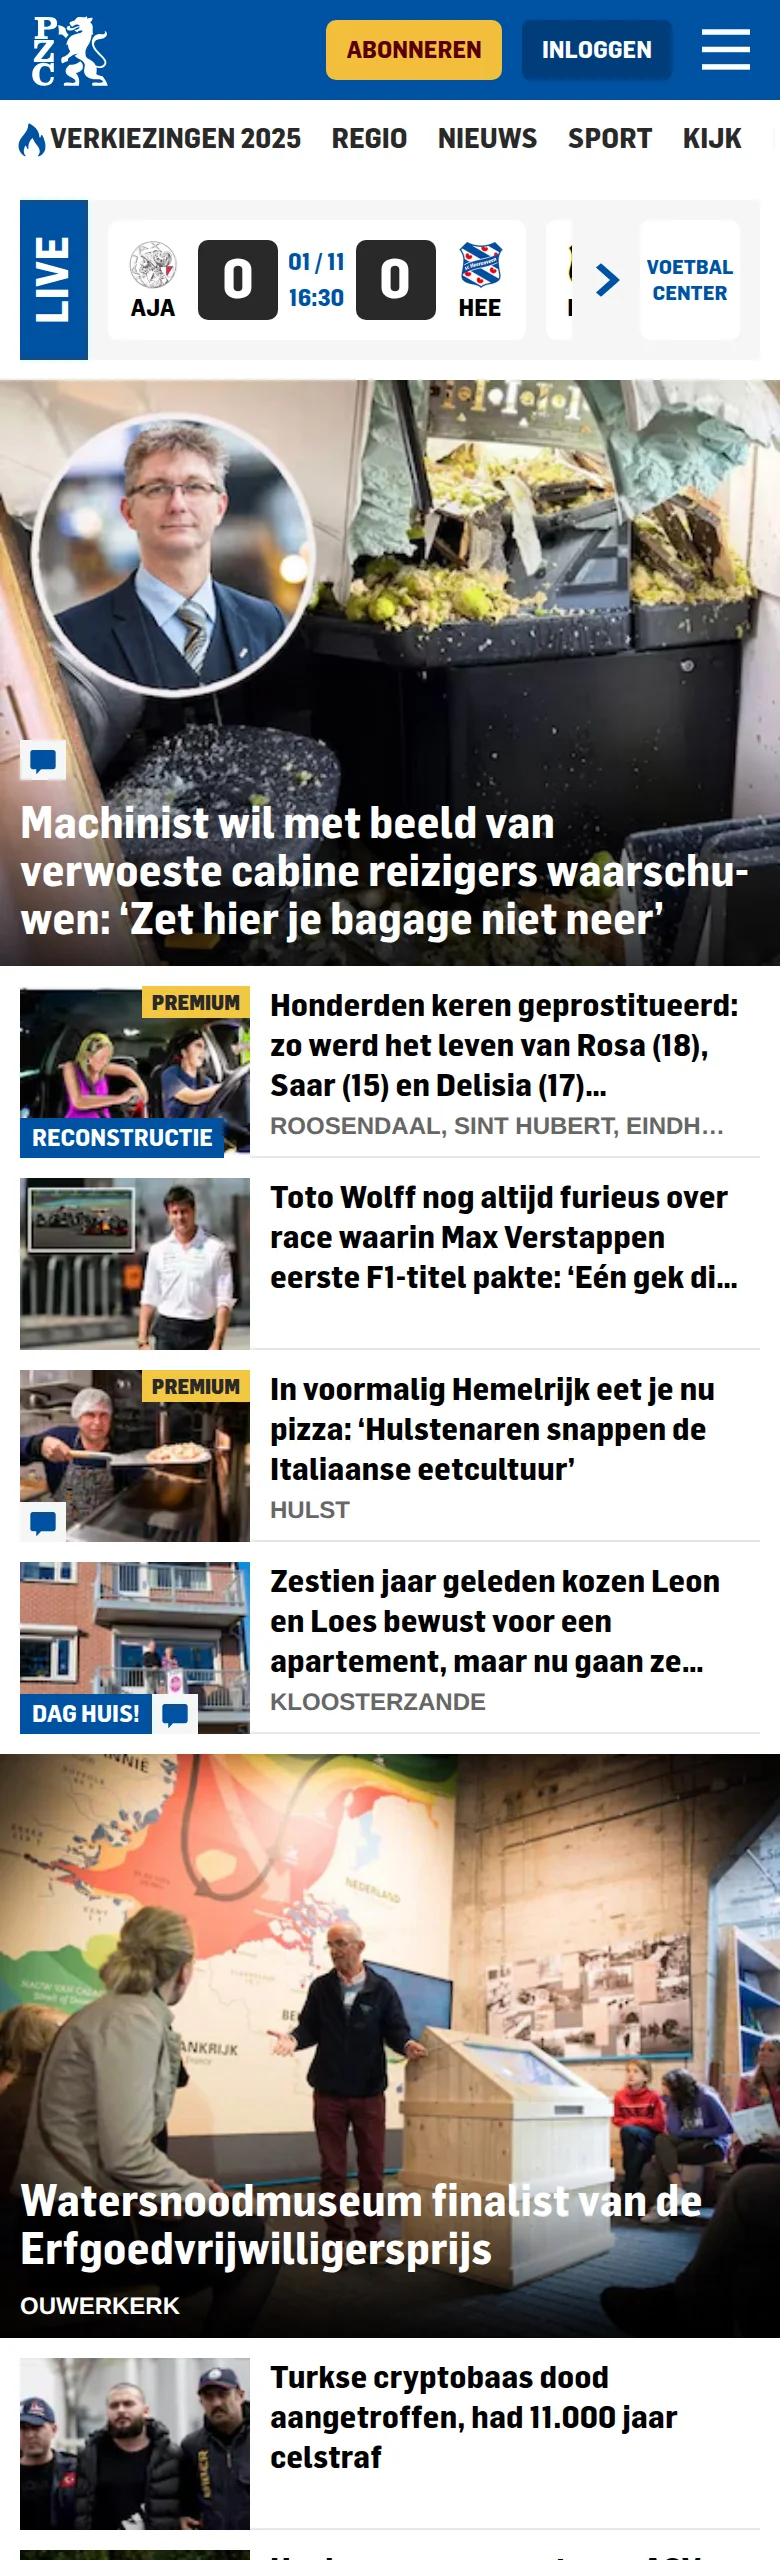 PZC
ABONNEREN
INLOGGEN
VERKIEZINGEN 2025 REGIO NIEUWS SPORT KIJK
LIVE
AJA
0
01 / 11
16:30
0
HEE
VOETBAL
CENTER
Machinist wil met beeld van
verwoeste cabine reizigers waarschu-
wen: ‘Zet hier je bagage niet neer’
PREMIUM
RECONSTRUCTIE
Honderden keren geprostitueerd:
zo werd het leven van Rosa (18),
Saar (15) en Delisia (17)...
ROOSENDAAL, SINT HUBERT, EINDH...
Toto Wolff nog altijd furieus over
race waarin Max Verstappen
eerste F1-titel pakte: ‘Eén gek di...
PREMIUM
In voormalig Hemelrijk eet je nu
pizza: ‘Hulstenaren snappen de
Italiaanse eetcultuur’
HULST
DAG HUIS!
Zestien jaar geleden kozen Leon
en Loes bewust voor een
apartement, maar nu gaan ze...
KLOOSTERZANDE
NEDERLAND
KENT
Watersnoodmuseum finalist van de
Erfgoedvrijwilligersprijs
OUWERKERK
Turkse cryptobaas dood
aangetroffen, had 11.000 jaar
celstraf